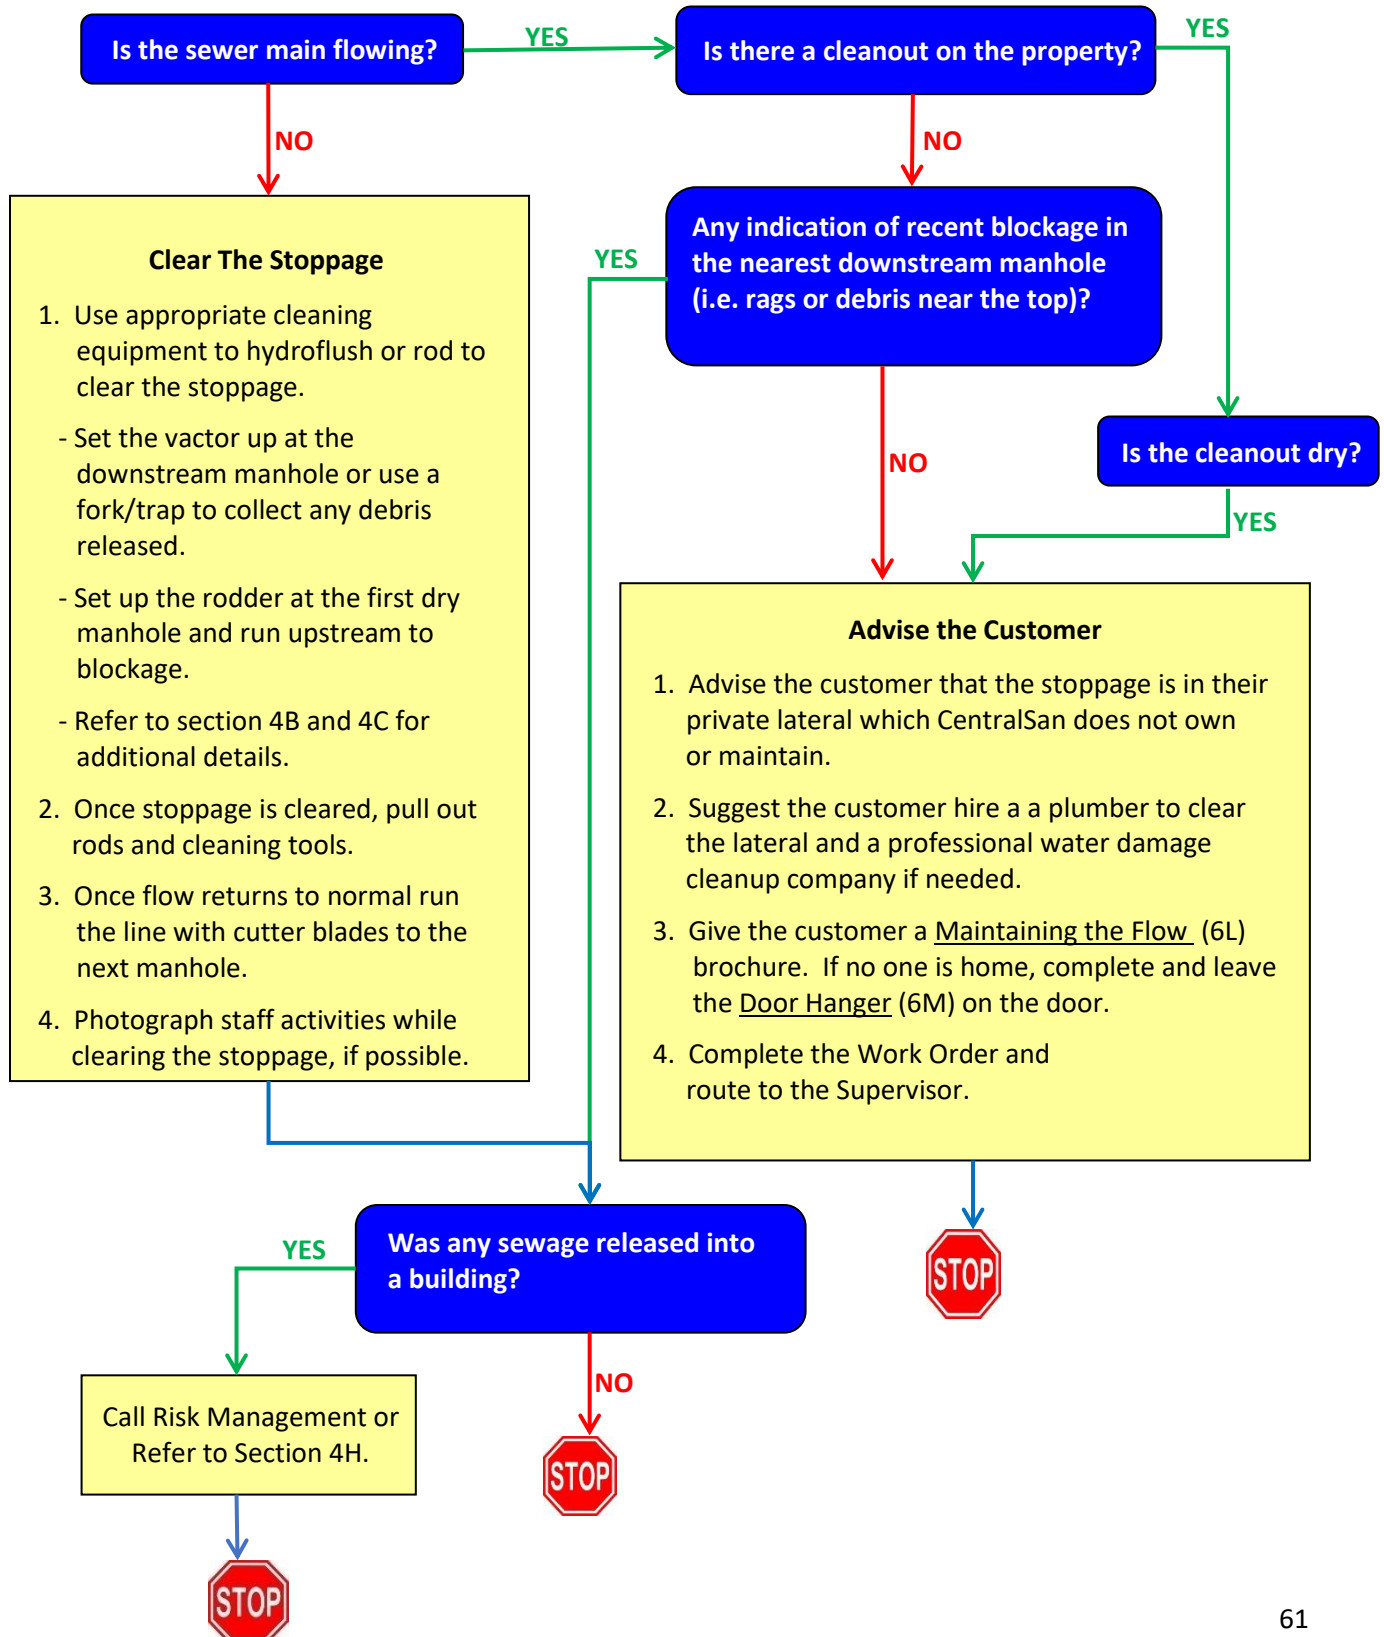 Is the sewer main flowing?
YES
Is there a cleanout on the property?
YES
NO
NO
Clear The Stoppage
1. Use appropriate cleaning
equipment to hydroflush or rod to
clear the stoppage.
- Set the vactor up at the
downstream manhole or use a
fork/trap to collect any debris
released.
- Set up the rodder at the first dry
manhole and run upstream to
blockage.
- Refer to section 4B and 4C for
additional details.
2. Once stoppage is cleared, pull out
rods and cleaning tools.
3. Once flow returns to normal run
the line with cutter blades to the
next manhole.
4. Photograph staff activities while
clearing the stoppage, if possible.
Any indication of recent blockage in
the nearest downstream manhole
(i.e. rags or debris near the top)?
YES
NO
Is the cleanout dry?
YES
Advise the Customer
1. Advise the customer that the stoppage is in their
private lateral which CentralSan does not own
or maintain.
2. Suggest the customer hire a a plumber to clear
the lateral and a professional water damage
cleanup company if needed.
3. Give the customer a Maintaining the Flow (6L)
brochure. If no one is home, complete and leave
the Door Hanger (6M) on the door.
4. Complete the Work Order and
route to the Supervisor.
STOP
Was any sewage released into
a building?
YES
NO
Call Risk Management or
Refer to Section 4H.
STOP
STOP
61